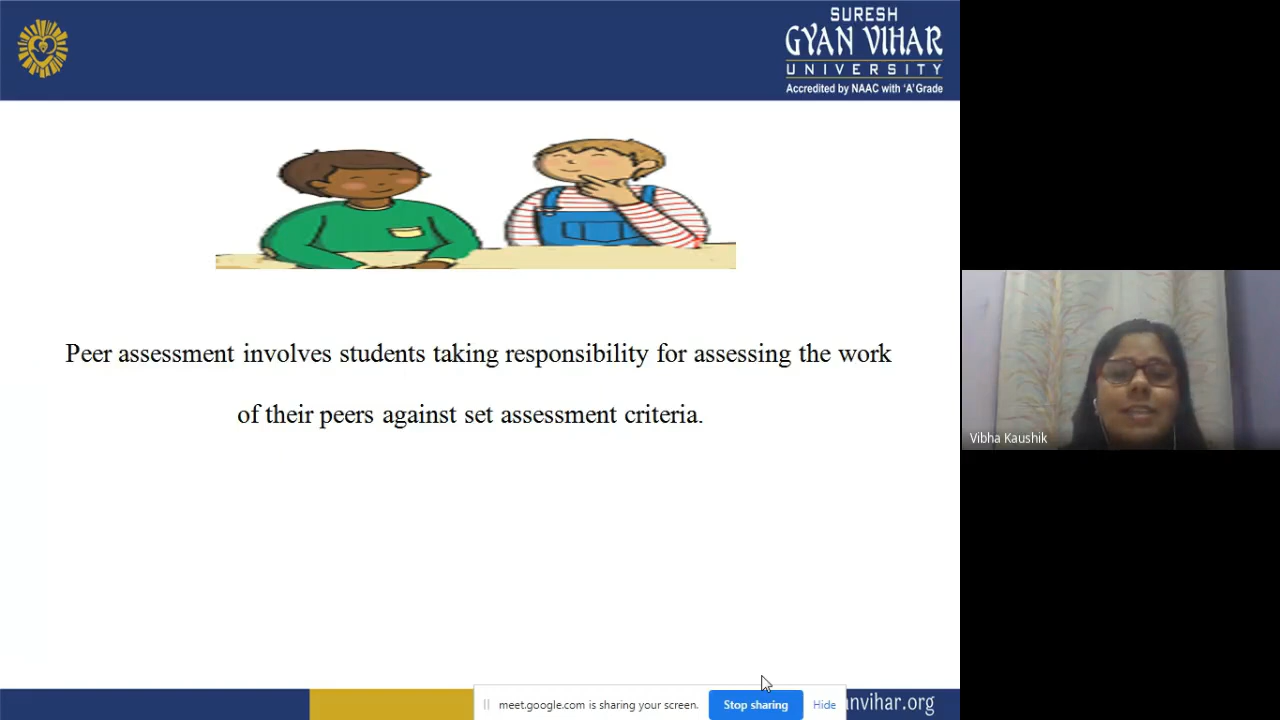 SURESH
GYAN VIHAR
UNIVERSITY
Accredited by NAAC with 'A' Grade
Peer assessment involves students taking responsibility for assessing the work
of their peers against set assessment criteria.
Vibha Kaushik
meet.google.com is sharing your screen.
Stop sharing
Hide
anvihar.org